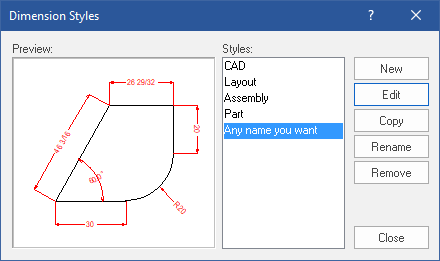 Dimension Styles
?
Preview:
Styles:
26 29/32
46 3/16
20
60.0°
R20
30
CAD
Layout
Assembly
Part
Any name you want
New
Edit
Copy
Rename
Remove
Close